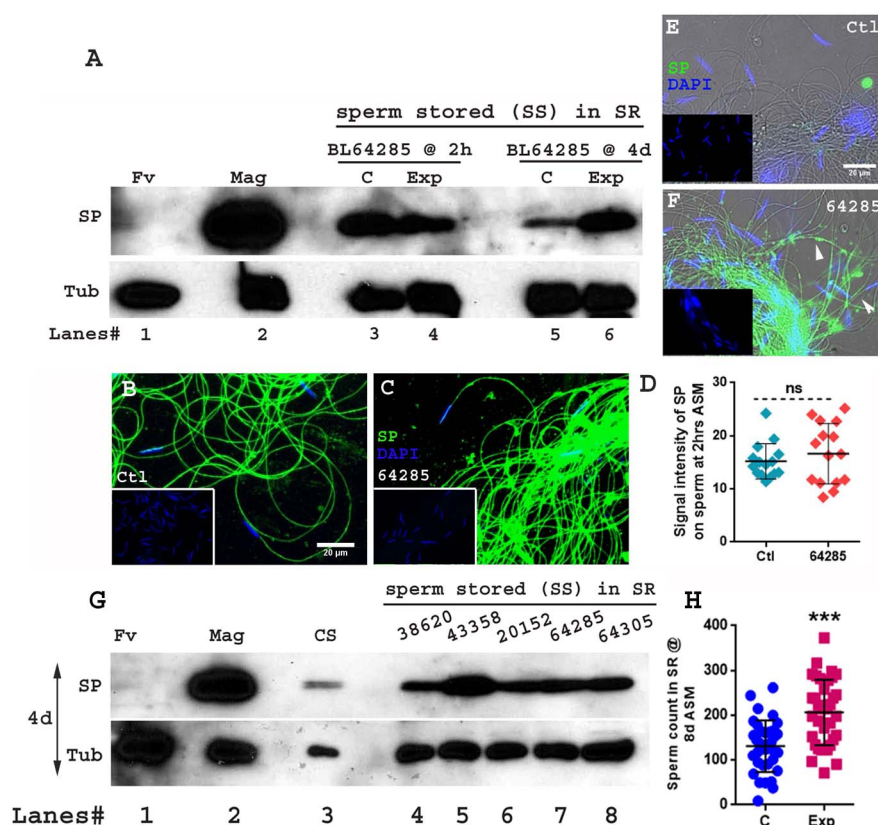 A
sperm stored (SS) in SR
BL64285 @ 2h BL64285 @ 4d
Fv Mag C Exp C Exp
SP
Tub
Lanes# 1 2 3 4 5 6
E Ctl
SP
DAPI
20 µm
F 64285
B
Ctl
20 µm
C
SP
DAPI
64285
D
ns
Signal intensity of SP
on sperm at 2hrs ASM
40
30
20
10
0
Ctl 64285
G
sperm stored (SS) in SR
Fv Mag CS 38620 43358 20152 64285 64305
4d
SP
Tub
Lanes# 1 2 3 4 5 6 7 8
H
***
Sperm count in SR @
8d ASM
400
300
200
100
0
C Exp